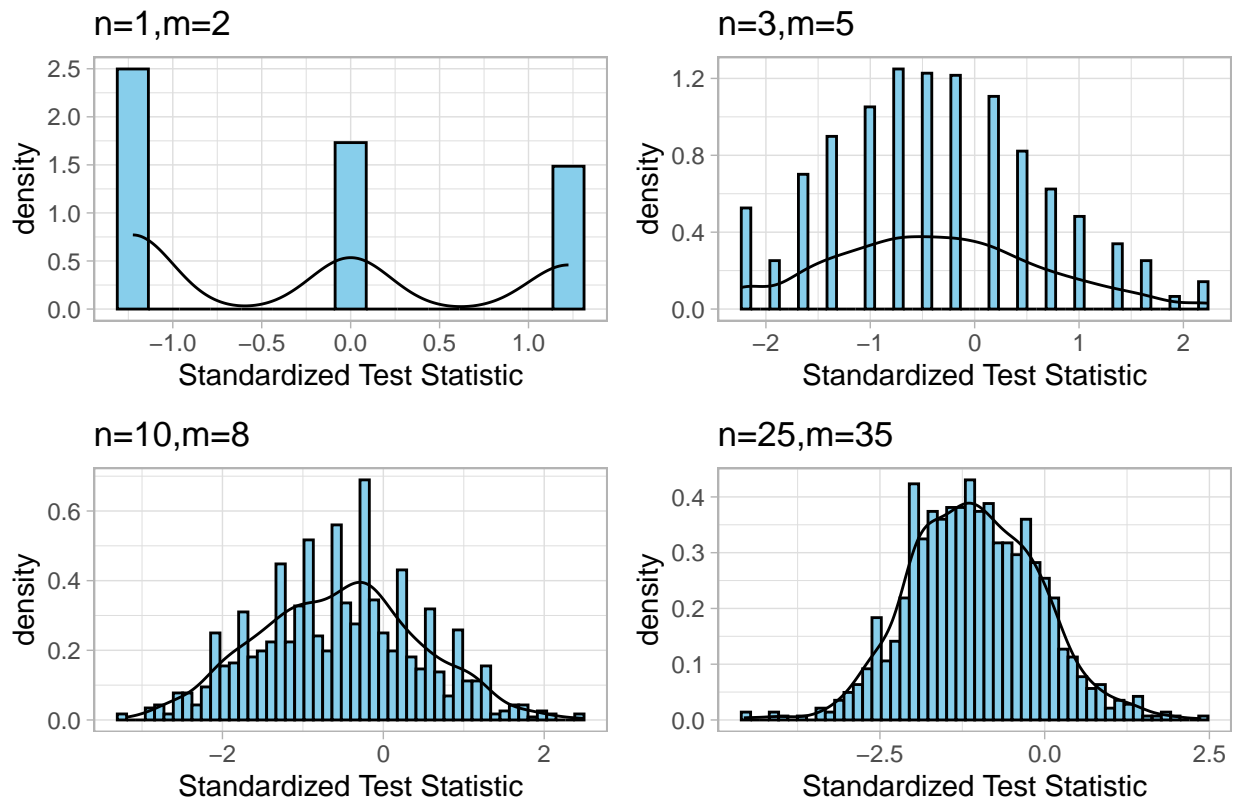 n=1,m=2
density
2.5
2.0
1.5
1.0
0.5
0.0
−1.0 −0.5 0.0 0.5 1.0
Standardized Test Statistic
n=3,m=5
density
1.2
0.8
0.4
0.0
−2 −1 0 1 2
Standardized Test Statistic
n=10,m=8
density
0.6
0.4
0.2
0.0
−2 0 2
Standardized Test Statistic
n=25,m=35
density
0.4
0.3
0.2
0.1
0.0
−2.5 0.0 2.5
Standardized Test Statistic